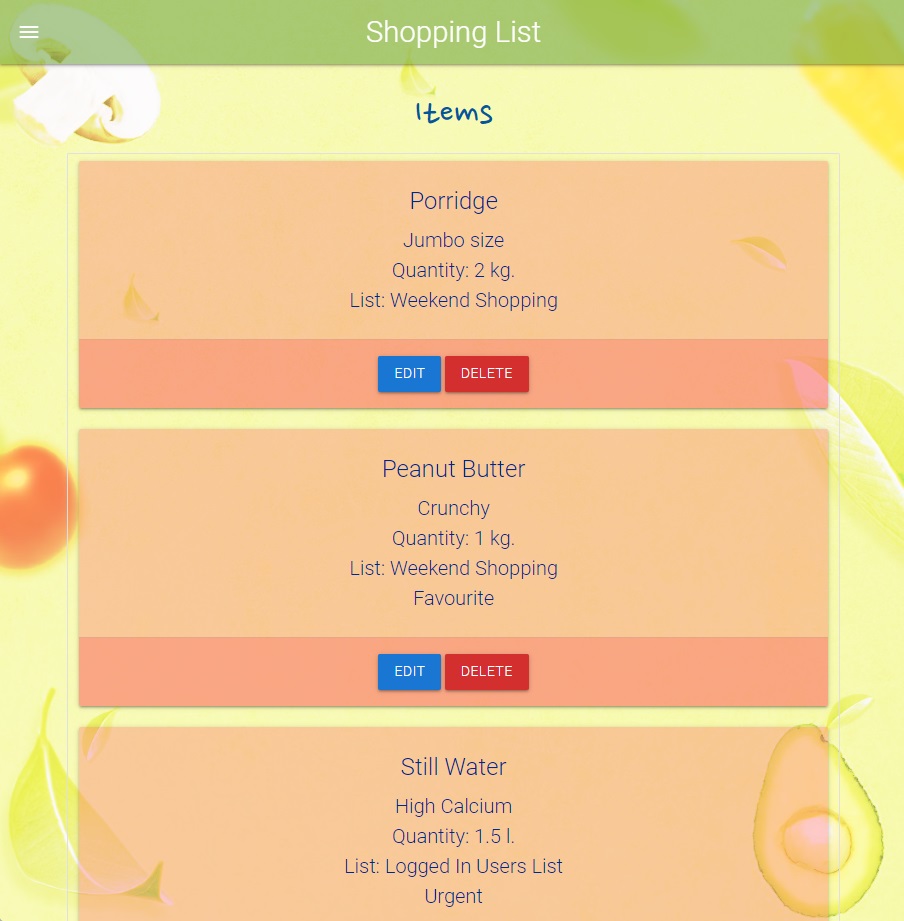 Shopping List
Items
Porridge
Jumbo size
Quantity: 2 kg.
List: Weekend Shopping
EDIT DELETE
Peanut Butter
Crunchy
Quantity: 1 kg.
List: Weekend Shopping
Favourite
EDIT DELETE
Still Water
High Calcium
Quantity: 1.5 l.
List: Logged In Users List
Urgent